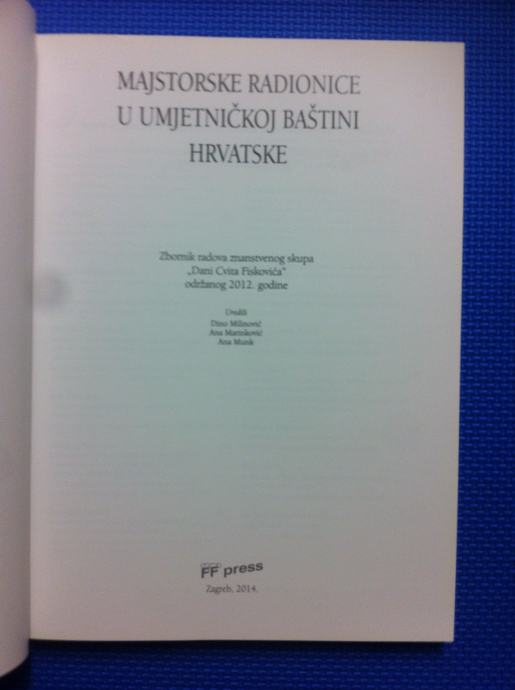 MAJSTORSKE RADIONICE
U UMJETNIČKOJ BAŠTINI
HRVATSKE
Zbornik radova znanstvenog skupa
„Dani Cvita Fiskovića“
održanog 2012. godine
Uredili
Dino Milinović
Ana Marinković
Ana Munk
FF press
Zagreb, 2014.